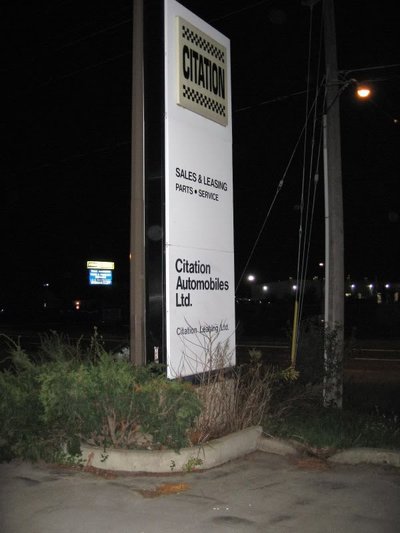 CITATION
SALES & LEASING
PARTS • SERVICE
Citation
Automobiles
Ltd.
Citation Leasing Ltd.